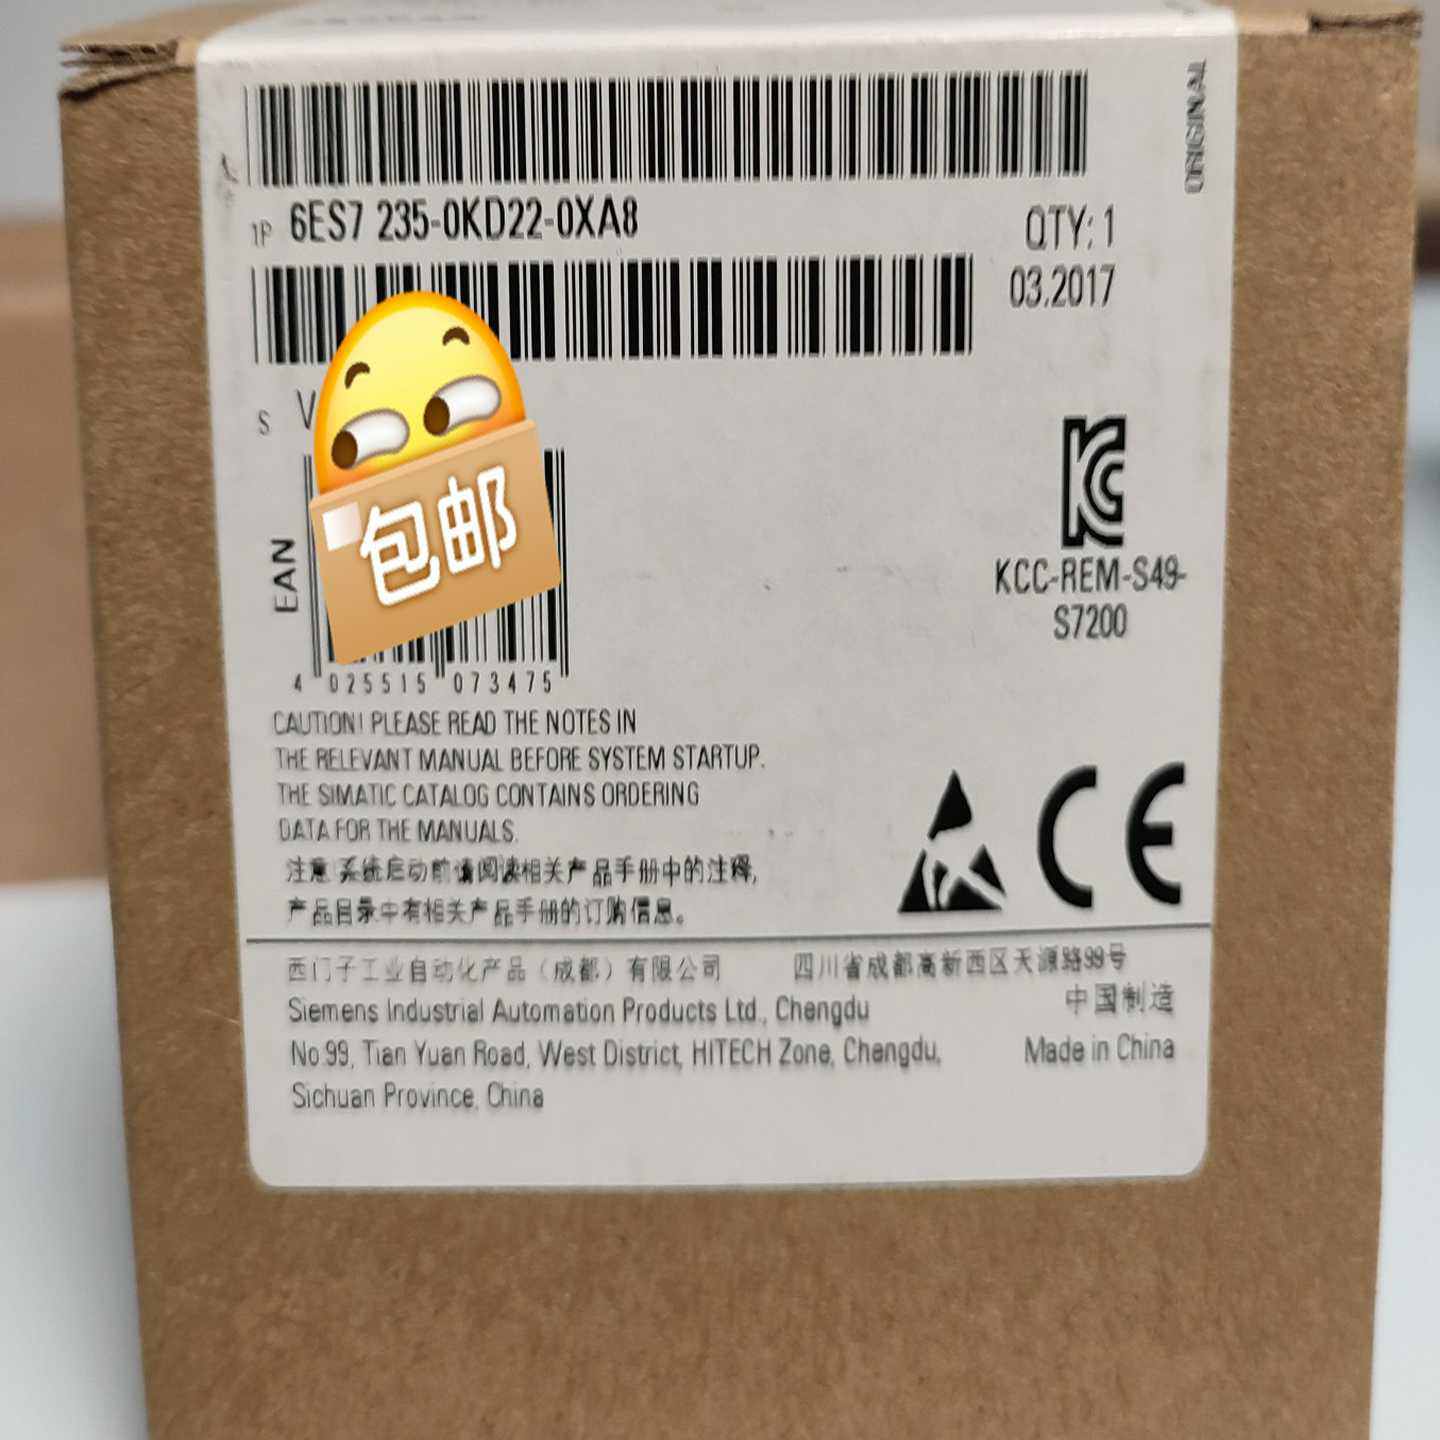 ORIGINAL
1P 6ES7 235-0KD22-0XA8
QTY: 1
03.2017
S V
包邮
EAN
4 025515 073475
KCC-REM-S49-
S7200
CAUTION! PLEASE READ THE NOTES IN
THE RELEVANT MANUAL BEFORE SYSTEM STARTUP.
THE SIMATIC CATALOG CONTAINS ORDERING
DATA FOR THE MANUALS.
注意 系统启动前请阅读相关产品手册中的注释,
产品目录中有相关产品手册的订购信息。
CE
西门子工业自动化产品（成都）有限公司 四川省成都高新西区天源路99号
Siemens Industrial Automation Products Ltd., Chengdu
中国制造
No.99, Tian Yuan Road, West District, HITECH Zone, Chengdu,
Made in China
Sichuan Province, China